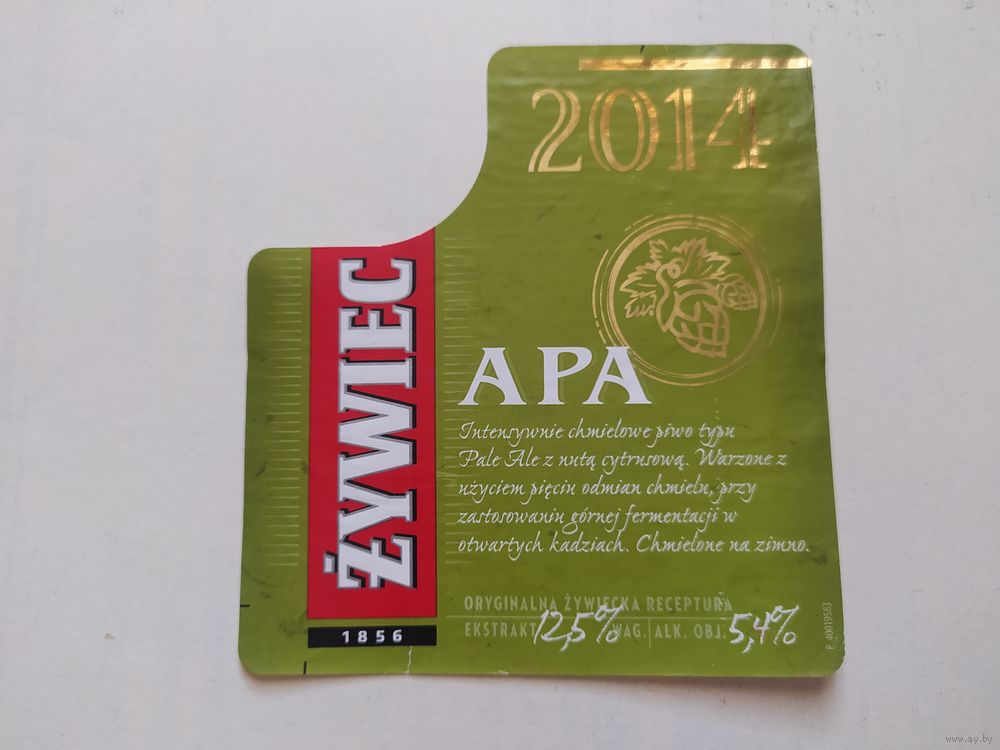 2014
ŻYWIEC
1856
APA
Intensywnie chmielowe piwo typu
Pale Ale z nutą cytrusową. Warzone z
użyciem pięciu odmian chmielu, przy
zastosowaniu górnej fermentacji w
otwartych kadziach. Chmielone na zimno.
ORYGINALNA ŻYWIECKA RECEPTURA
EKSTRAKT 12,5% WAG. ALK. OBJ. 5,4%
P_40019583
www.ay.by